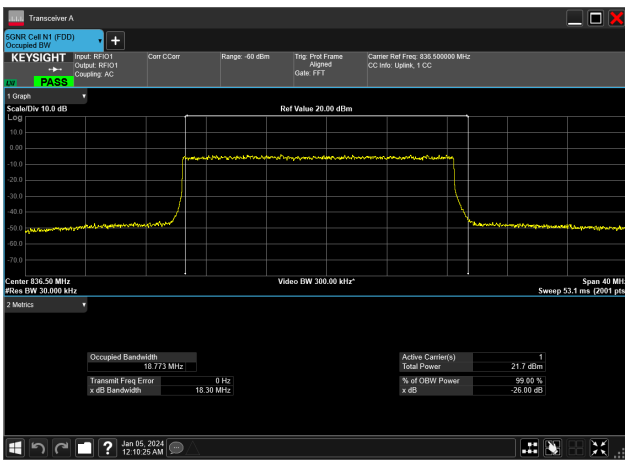 Transceiver A
5GNR Cell N1 (FDD)
Occupied BW
KEYSIGHT
LV
PASS
Input: RFIO1
Output: RFIO1
Coupling: AC
Corr CCorr
Range: -60 dBm
Trig: Prot Frame
Aligned
Gate: FFT
Carrier Ref Freq: 836.500000 MHz
CC Info: Uplink, 1 CC
1 Graph
Scale/Div 10.0 dB
Ref Value 20.00 dBm
Log
10.0
0.00
-10.0
-20.0
-30.0
-40.0
-50.0
-60.0
-70.0
Center 836.50 MHz
Video BW 300.00 kHz*
Span 40 MHz
#Res BW 30.000 kHz
Sweep 53.1 ms (2001 pts
2 Metrics
Occupied Bandwidth
18.773 MHz
Transmit Freq Error 0 Hz
x dB Bandwidth 18.30 MHz
Active Carrier(s) 1
Total Power 21.7 dBm
% of OBW Power 99.00 %
x dB -26.00 dB
?
Jan 05, 2024
12:10:25 AM